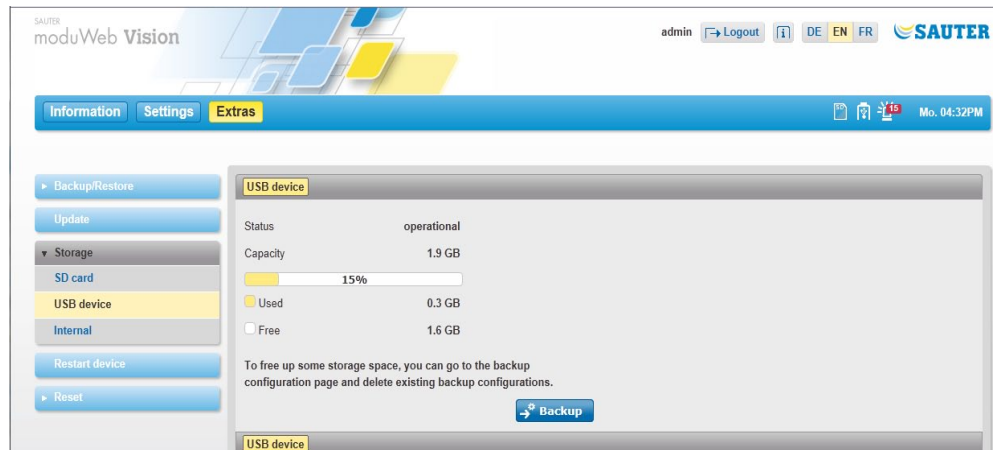 SAUTER
moduWeb Vision
admin Logout i DE EN FR SAUTER
Information Settings Extras 15 Mo. 04:32PM
Backup/Restore
Update
Storage
SD card
USB device
Internal
Restart device
Reset
USB device
Status operational
Capacity 1.9 GB
15%
Used 0.3 GB
Free 1.6 GB
To free up some storage space, you can go to the backup
configuration page and delete existing backup configurations.
Backup
USB device